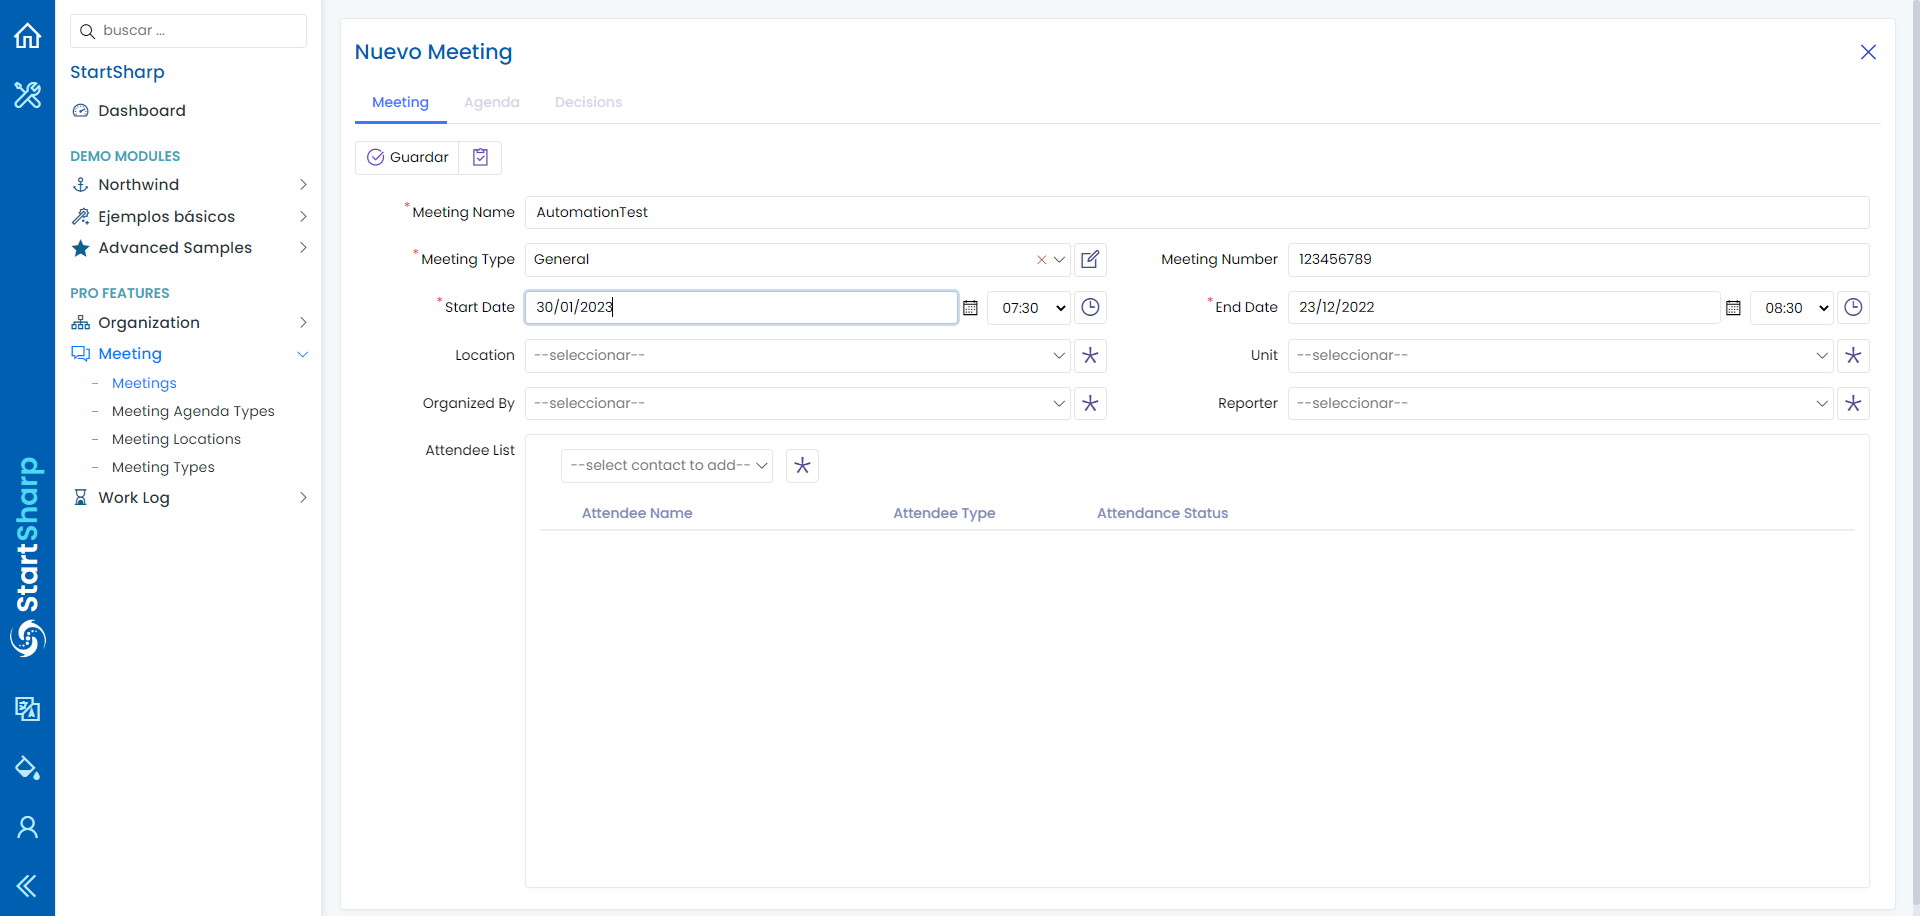 buscar ...
StartSharp
Dashboard
DEMO MODULES
Northwind
Ejemplos básicos
Advanced Samples
PRO FEATURES
Organization
Meeting
Meetings
Meeting Agenda Types
Meeting Locations
Meeting Types
Work Log
StartSharp
Nuevo Meeting
Meeting Agenda Decisions
Guardar
*Meeting Name AutomationTest
*Meeting Type General Meeting Number 123456789
*Start Date 30/01/2023 07:30 *End Date 23/12/2022 08:30
Location --seleccionar-- Unit --seleccionar--
Organized By --seleccionar-- Reporter --seleccionar--
Attendee List
--select contact to add--
Attendee Name Attendee Type Attendance Status